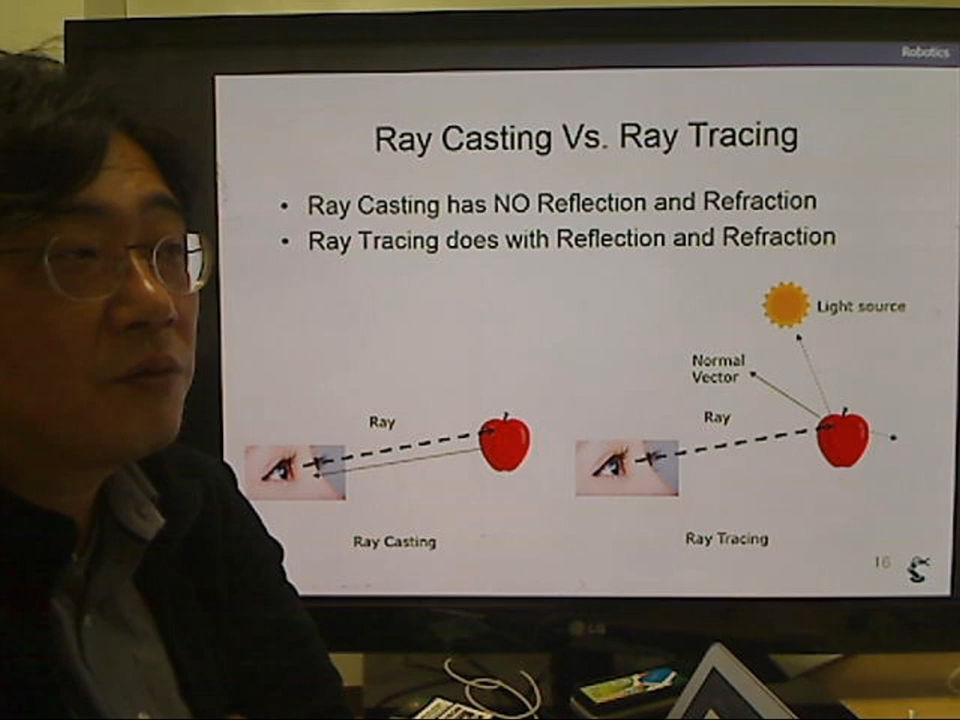 Robotics
Ray Casting Vs. Ray Tracing
• Ray Casting has NO Reflection and Refraction
• Ray Tracing does with Reflection and Refraction
Light source
Normal
Vector
Ray
Ray
Ray Casting
Ray Tracing
16
LG